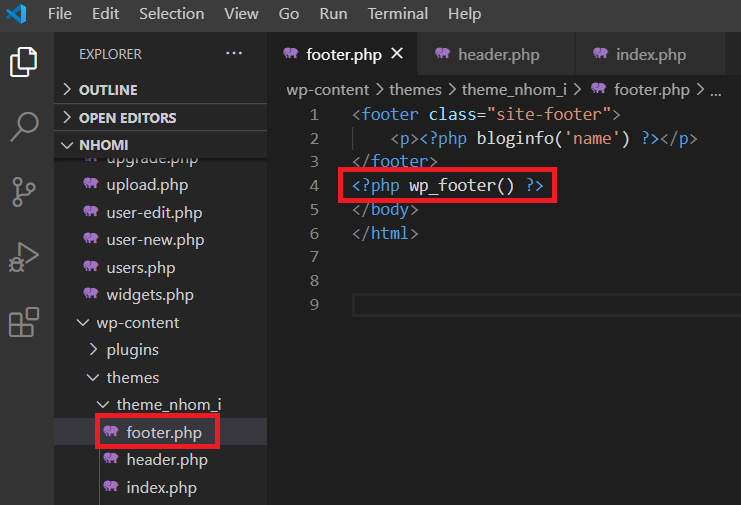 File Edit Selection View Go Run Terminal Help
EXPLORER ...
OUTLINE
OPEN EDITORS
NHOMI
upgrade.php
upload.php
user-edit.php
user-new.php
users.php
widgets.php
wp-content
plugins
themes
theme_nhom_i
footer.php
header.php
index.php
footer.php header.php index.php
wp-content > themes > theme_nhom_i > footer.php > ...
1 <footer class="site-footer">
2 <p><?php bloginfo('name') ?></p>
3 </footer>
4 <?php wp_footer() ?>
5 </body>
6 </html>
7
8
9